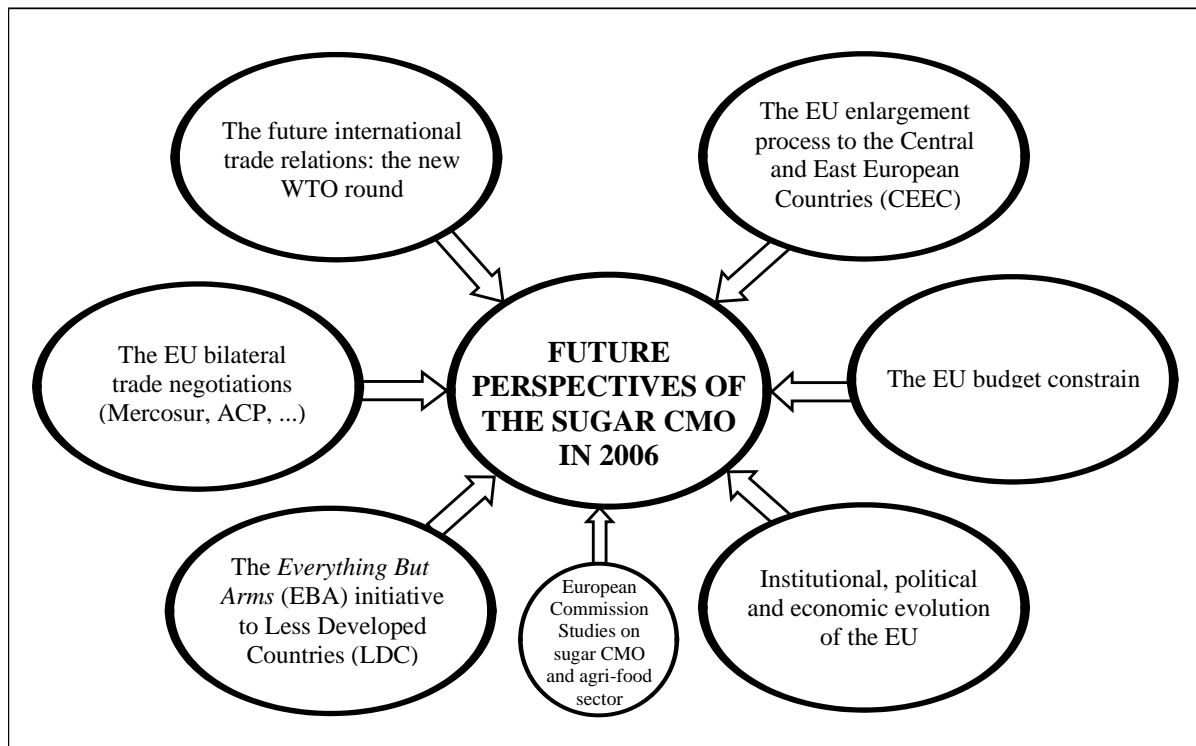 The future international
trade relations: the new
WTO round
The EU enlargement
process to the Central
and East European
Countries (CEEC)
The EU bilateral
trade negotiations
(Mercosur, ACP, ...)
FUTURE
PERSPECTIVES OF
THE SUGAR CMO
IN 2006
The EU budget constrain
The Everything But
Arms (EBA) initiative
to Less Developed
Countries (LDC)
European
Commission
Studies on
sugar CMO
and agri-food
sector
Institutional, political
and economic evolution
of the EU